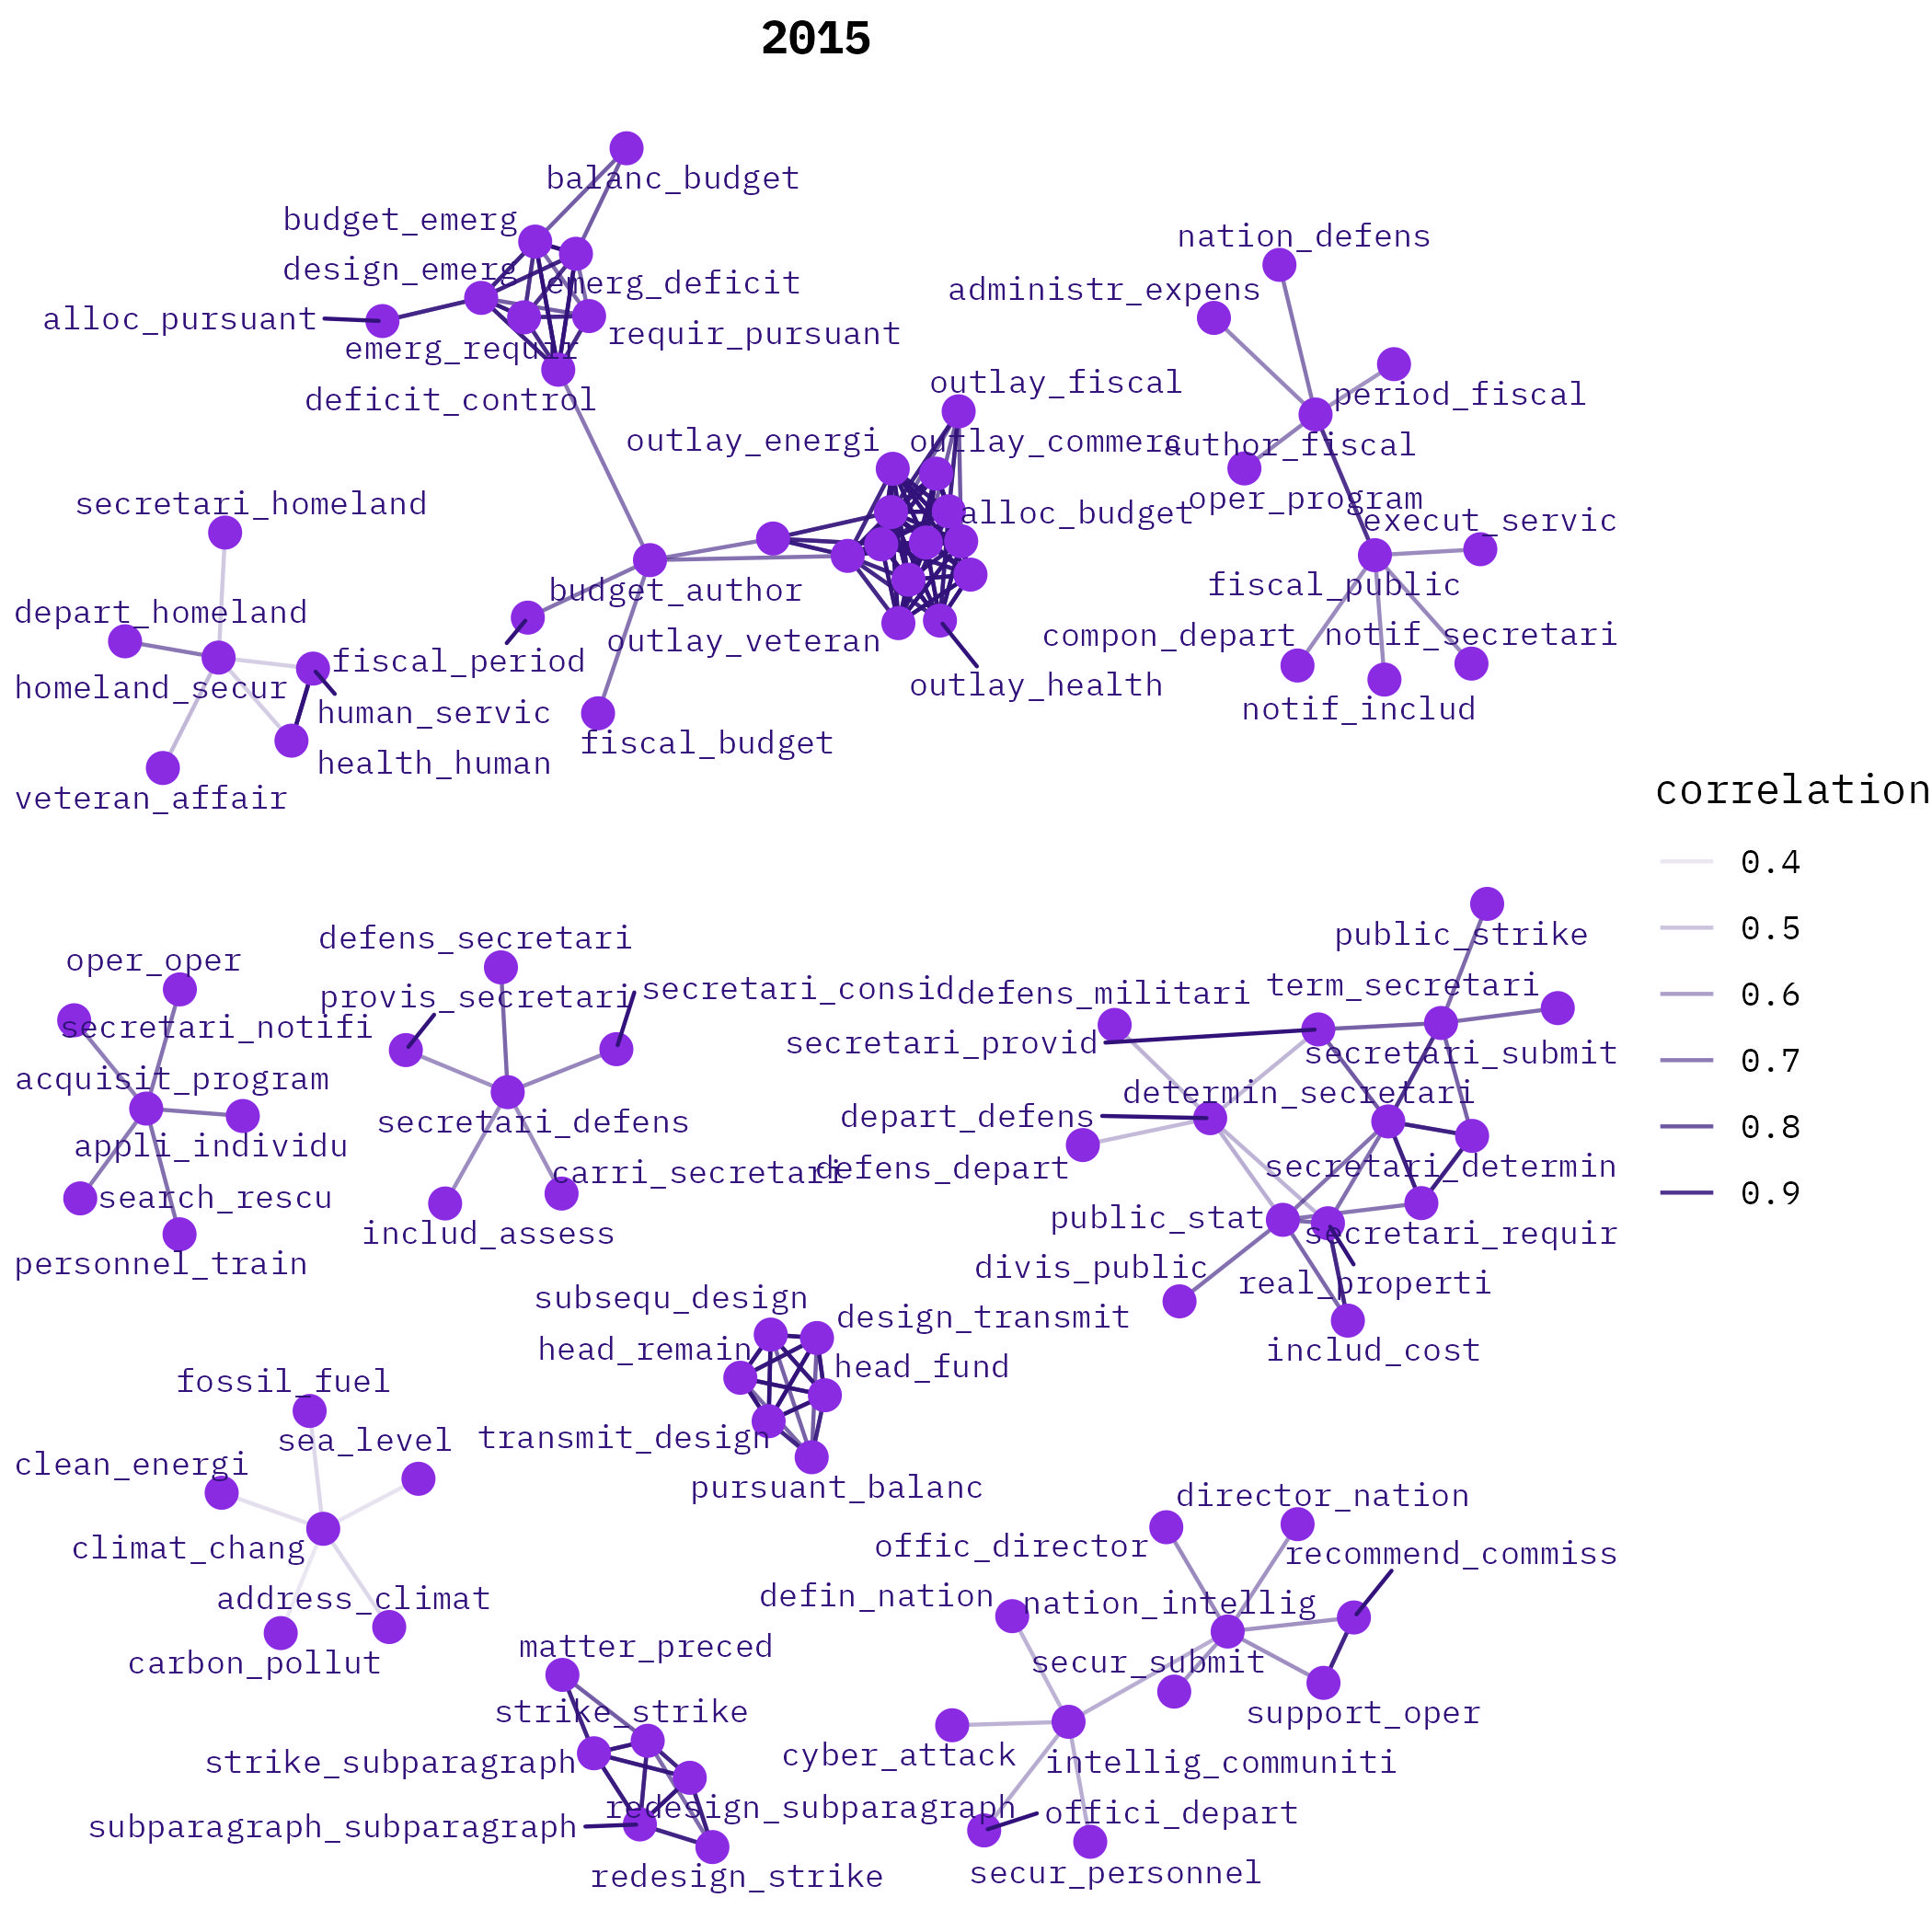 2015
balanc_budget
budget_emerg
nation_defens
design_emerg
emerg_deficit
administr_expens
alloc_pursuant
requir_pursuant
emerg_requir
outlay_fiscal
period_fiscal
deficit_control
outlay_energi
outlay_commerc
author_fiscal
secretari_homeland
alloc_budget
oper_program
execut_servic
depart_homeland
budget_author
fiscal_public
outlay_veteran
compon_depart
notif_secretari
fiscal_period
homeland_secur
outlay_health
human_servic
notif_includ
fiscal_budget
health_human
veteran_affair
correlation
0.4
0.5
0.6
0.7
0.8
0.9
public_strike
defens_secretari
oper_oper
provis_secretari
secretari_consid
defens_militari
term_secretari
secretari_notifi
secretari_provid
secretari_submit
acquisit_program
determin_secretari
secretari_defens
depart_defens
appli_individu
carri_secretari
defens_depart
secretari_determin
search_rescu
public_stat
includ_assess
secretari_requir
personnel_train
divis_public
real_properti
subsequ_design
design_transmit
head_remain
includ_cost
head_fund
fossil_fuel
sea_level
transmit_design
clean_energi
pursuant_balanc
director_nation
climat_chang
offic_director
recommend_commiss
address_climat
defin_nation
nation_intellig
matter_preced
carbon_pollut
secur_submit
strike_strike
support_oper
strike_subparagraph
cyber_attack
intellig_communiti
redesign_subparagraph
offici_depart
subparagraph_subparagraph
redesign_strike
secur_personnel